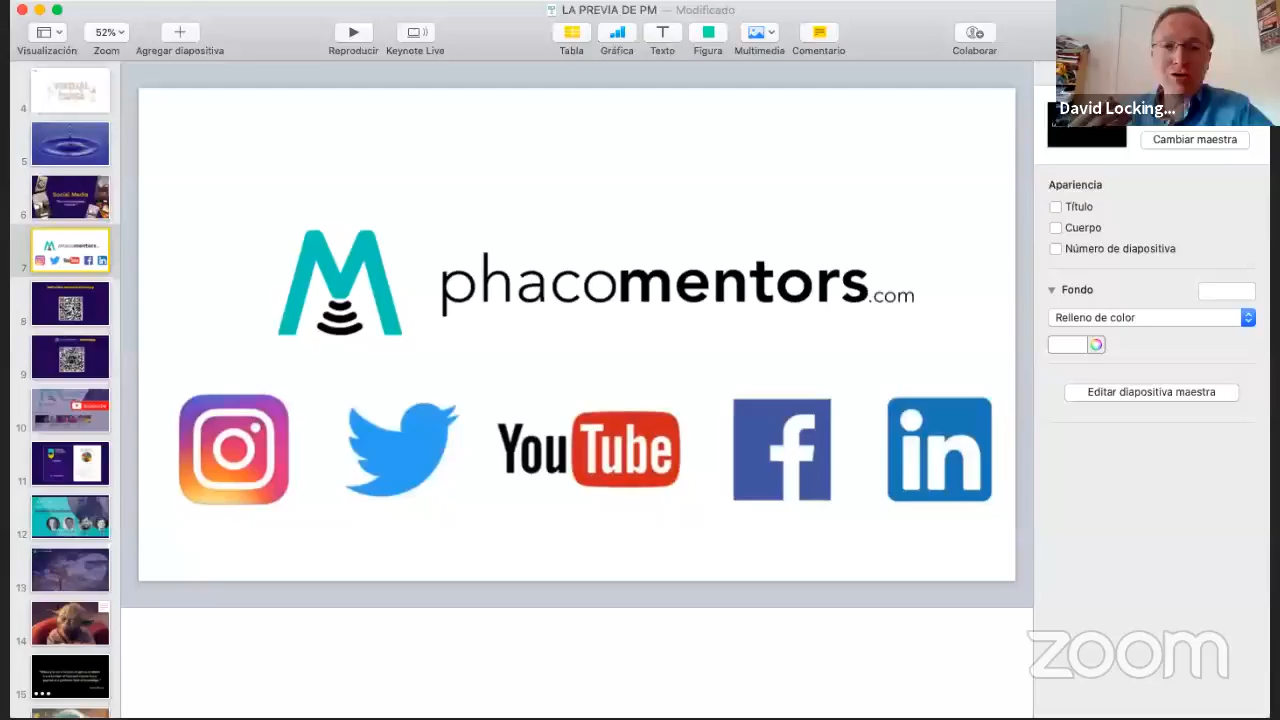 LA PREVIA DE PM — Modificado
52%
Visualización
Zoom
Agregar diapositiva
Reproducir
Keynote Live
Tabla
Gráfica
Texto
Figura
Multimedia
Comentario
Colaborar
David Locking...
Cambiar maestra
Apariencia
Título
Cuerpo
Número de diapositiva
Fondo
Relleno de color
Editar diapositiva maestra
phacomentors.com
YouTube
f
in
4
5
6
Social Media
7
phacomentors
8
9
10
11
12
13
14
15
zoom